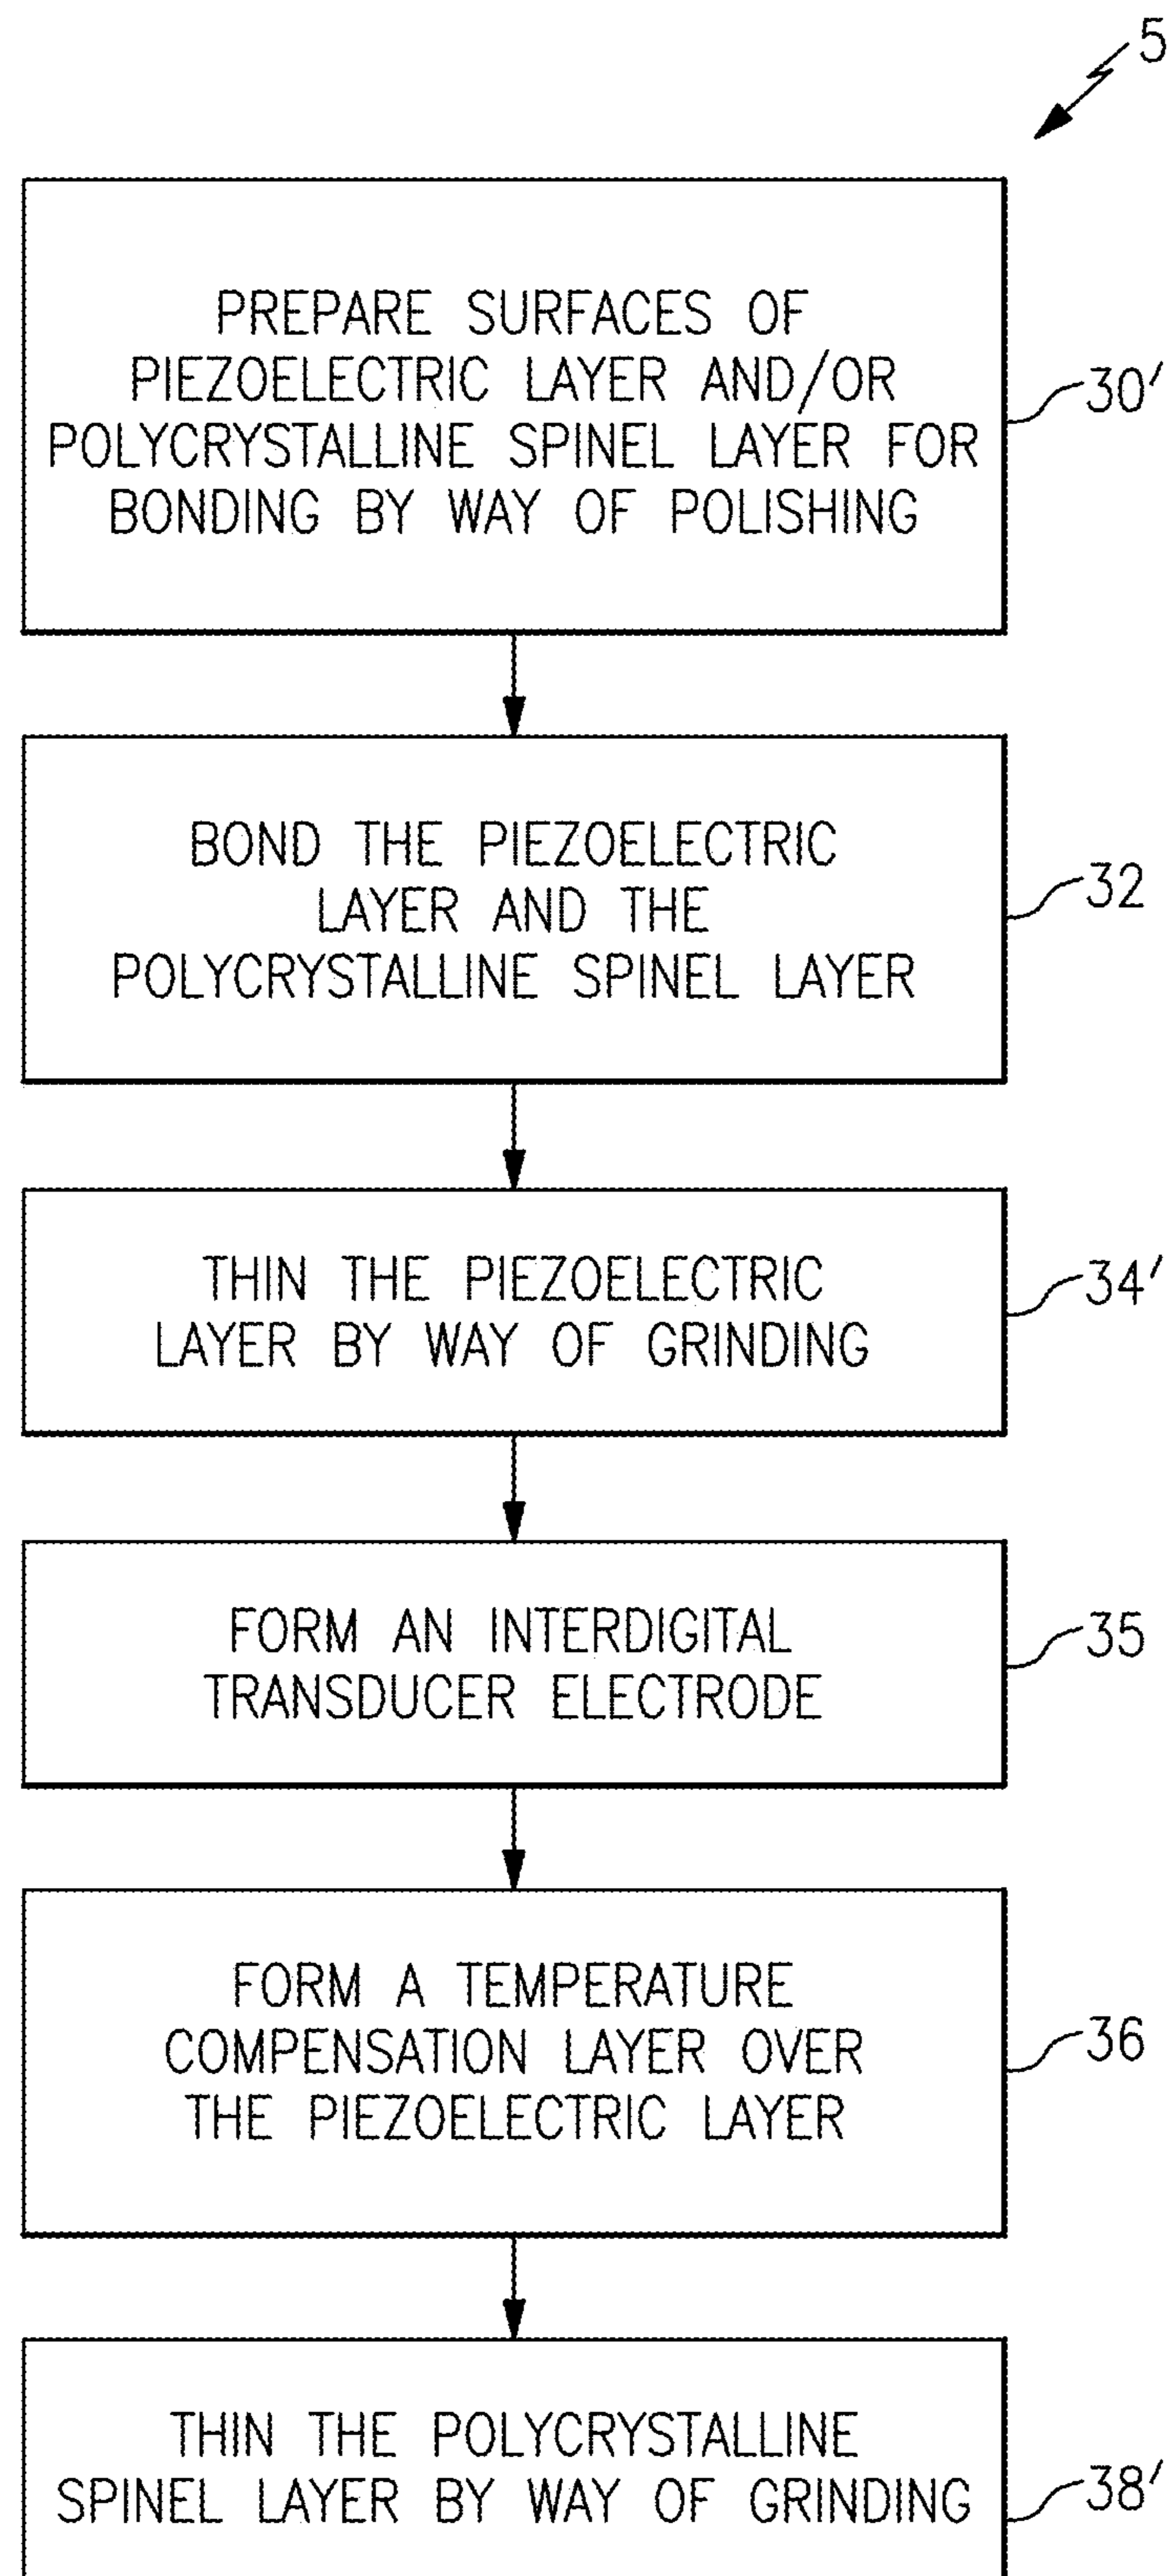 5
PREPARE SURFACES OF
PIEZOELECTRIC LAYER AND/OR
POLYCRYSTALLINE SPINEL LAYER FOR
BONDING BY WAY OF POLISHING
30'
BOND THE PIEZOELECTRIC
LAYER AND THE
POLYCRYSTALLINE SPINEL LAYER
32
THIN THE PIEZOELECTRIC
LAYER BY WAY OF GRINDING
34'
FORM AN INTERDIGITAL
TRANSDUCER ELECTRODE
35
FORM A TEMPERATURE
COMPENSATION LAYER OVER
THE PIEZOELECTRIC LAYER
36
THIN THE POLYCRYSTALLINE
SPINEL LAYER BY WAY OF GRINDING
38'